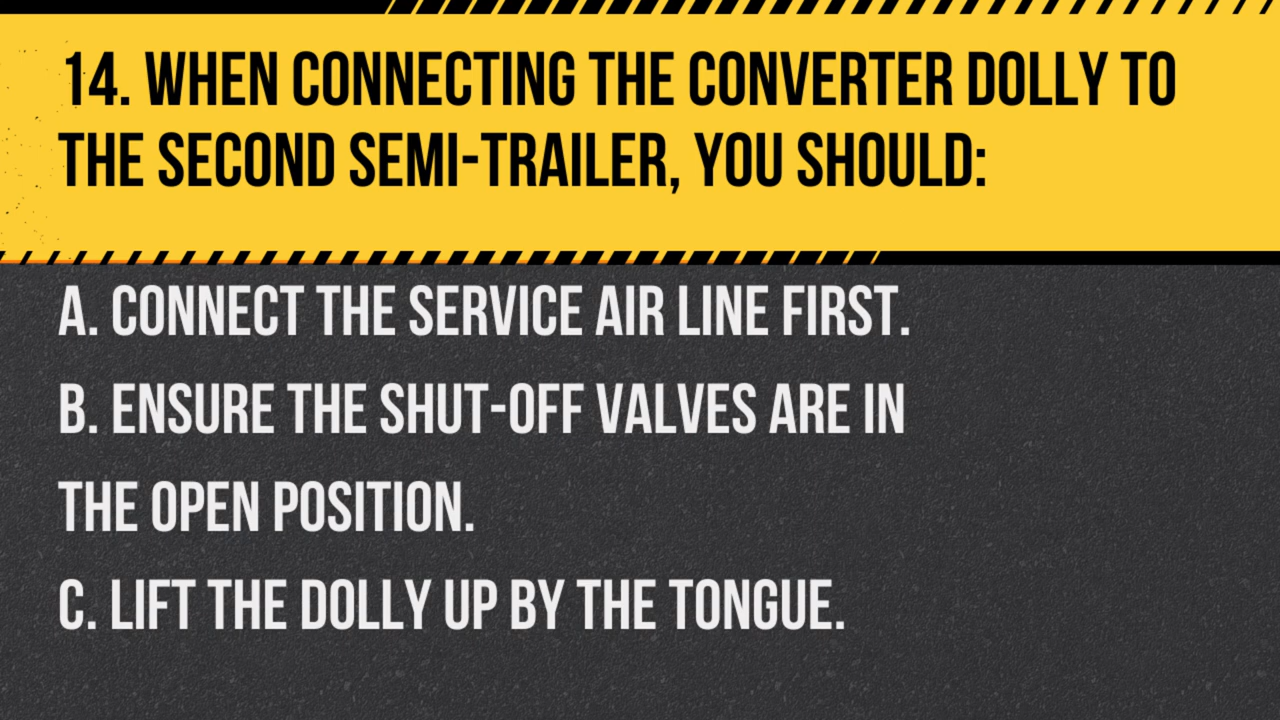 14. WHEN CONNECTING THE CONVERTER DOLLY TO
THE SECOND SEMI-TRAILER, YOU SHOULD:
A. CONNECT THE SERVICE AIR LINE FIRST.
B. ENSURE THE SHUT-OFF VALVES ARE IN
THE OPEN POSITION.
C. LIFT THE DOLLY UP BY THE TONGUE.